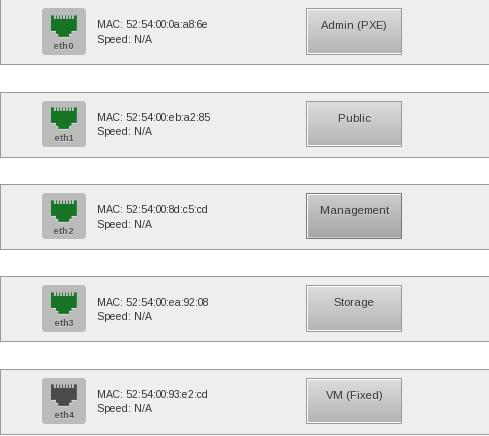 MAC: 52:54:00:0a:a8:6e
Admin (PXE)
Speed: N/A
eth0
MAC: 52:54:00:eb:a2:85
Public
Speed: N/A
eth1
MAC: 52:54:00:8d:c5:cd
Management
Speed: N/A
eth2
MAC: 52:54:00:ea:92:08
Storage
Speed: N/A
eth3
MAC: 52:54:00:93:e2:cd
VM (Fixed)
Speed: N/A
eth4